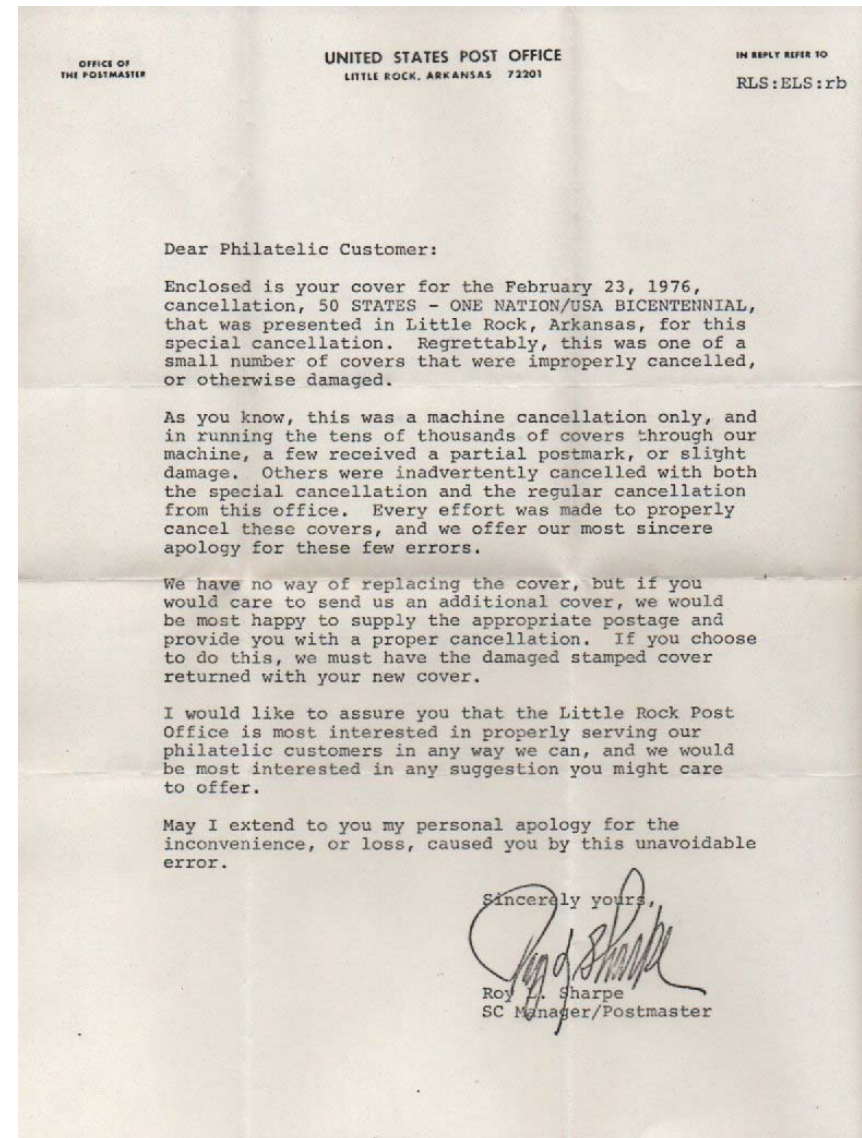 OFFICE OF
THE POSTMASTER
UNITED STATES POST OFFICE
LITTLE ROCK, ARKANSAS 72201
IN REPLY REFER TO
RLS:ELS:rb
Dear Philatelic Customer:
Enclosed is your cover for the February 23, 1976,
cancellation, 50 STATES - ONE NATION/USA BICENTENNIAL,
that was presented in Little Rock, Arkansas, for this
special cancellation. Regrettably, this was one of a
small number of covers that were improperly cancelled,
or otherwise damaged.
As you know, this was a machine cancellation only, and
in running the tens of thousands of covers through our
machine, a few received a partial postmark, or slight
damage. Others were inadvertently cancelled with both
the special cancellation and the regular cancellation
from this office. Every effort was made to properly
cancel these covers, and we offer our most sincere
apology for these few errors.
We have no way of replacing the cover, but if you
would care to send us an additional cover, we would
be most happy to supply the appropriate postage and
provide you with a proper cancellation. If you choose
to do this, we must have the damaged stamped cover
returned with your new cover.
I would like to assure you that the Little Rock Post
Office is most interested in properly serving our
philatelic customers in any way we can, and we would
be most interested in any suggestion you might care
to offer.
May I extend to you my personal apology for the
inconvenience, or loss, caused you by this unavoidable
error.
Sincerely yours,
Roy L. Sharpe
Roy L. Sharpe
SC Manager/Postmaster